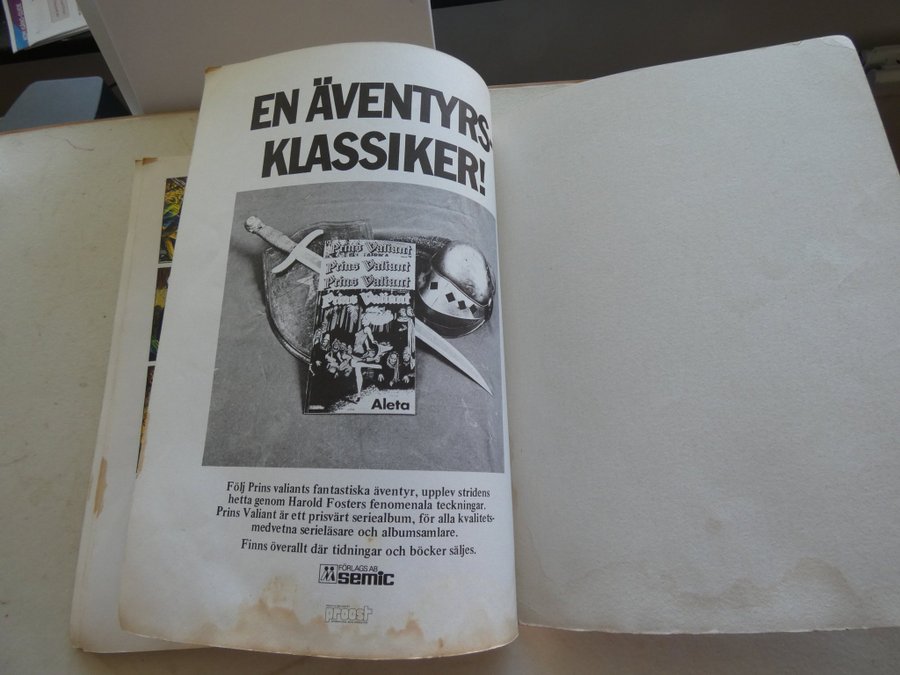 EN ÄVENTYRS-
KLASSIKER!
Prins Valiant
Prins Valiant
Prins Valiant
Prins Valiant
Aleta
Följ Prins valiants fantastiska äventyr, upplev stridens
hetta genom Harold Fosters fenomenala teckningar.
Prins Valiant är ett prisvärt seriealbum, för alla kvalitets-
medvetna serieläsare och albumsamlare.
Finns överallt där tidningar och böcker säljes.
FÖRLAGS AB
semic
proost